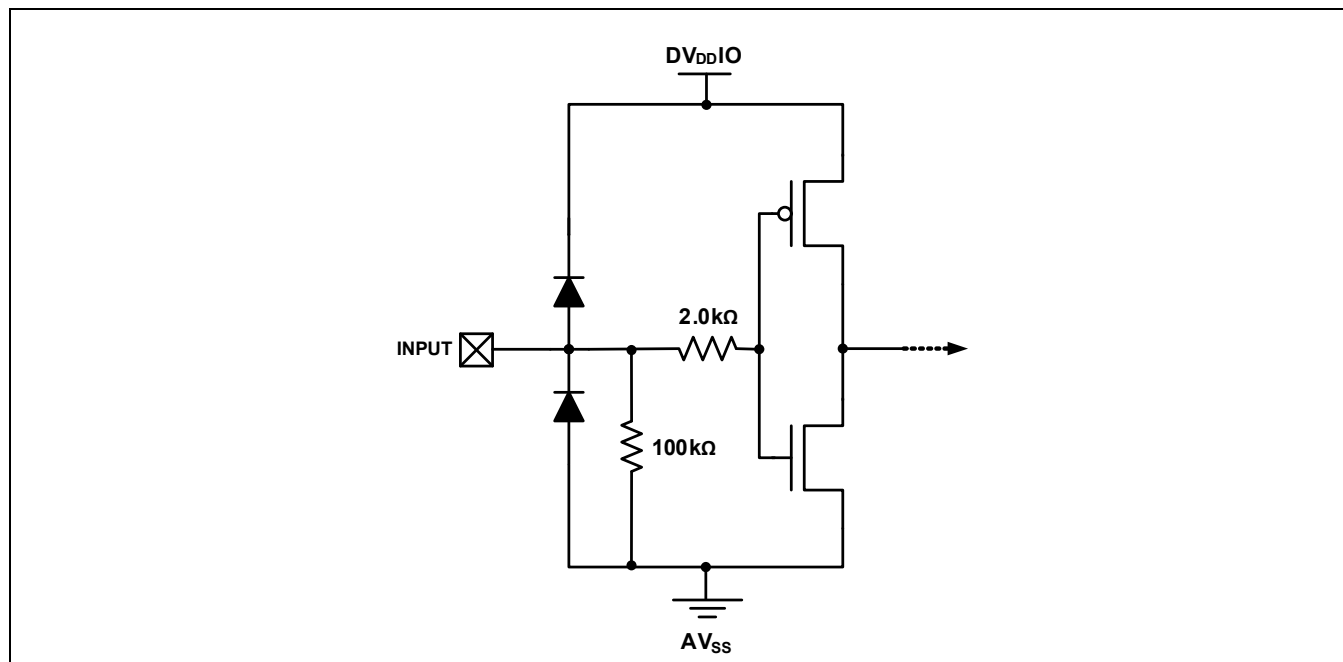 DVDDIO
2.0kΩ
INPUT
100kΩ
AVSS